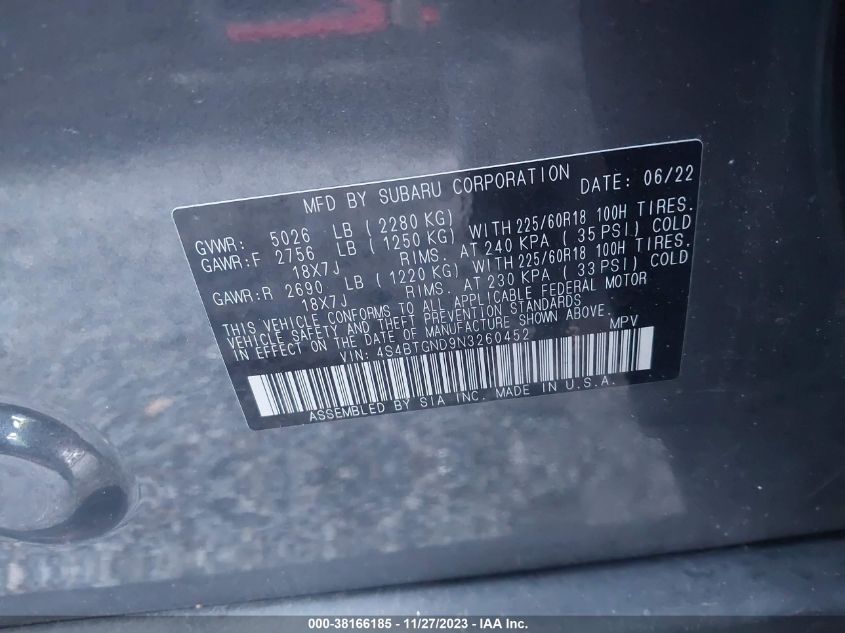 MFD BY SUBARU CORPORATION DATE: 06/22
GVWR: 5026 LB ( 2280 KG)
GAWR:F 2756 LB ( 1250 KG) WITH 225/60R18 100H TIRES.
18X7J RIMS. AT 240 KPA ( 35 PSI) COLD
GAWR:R 2690 LB ( 1220 KG) WITH 225/60R18 100H TIRES.
18X7J RIMS. AT 230 KPA ( 33 PSI) COLD
THIS VEHICLE CONFORMS TO ALL APPLICABLE FEDERAL MOTOR
VEHICLE SAFETY AND THEFT PREVENTION STANDARDS
IN EFFECT ON THE DATE OF MANUFACTURE SHOWN ABOVE.
VIN: 4S4BTGND9N3260452 MPV
ASSEMBLED BY SIA INC. MADE IN U.S.A.
000-38166185 - 11/27/2023 - IAA Inc.